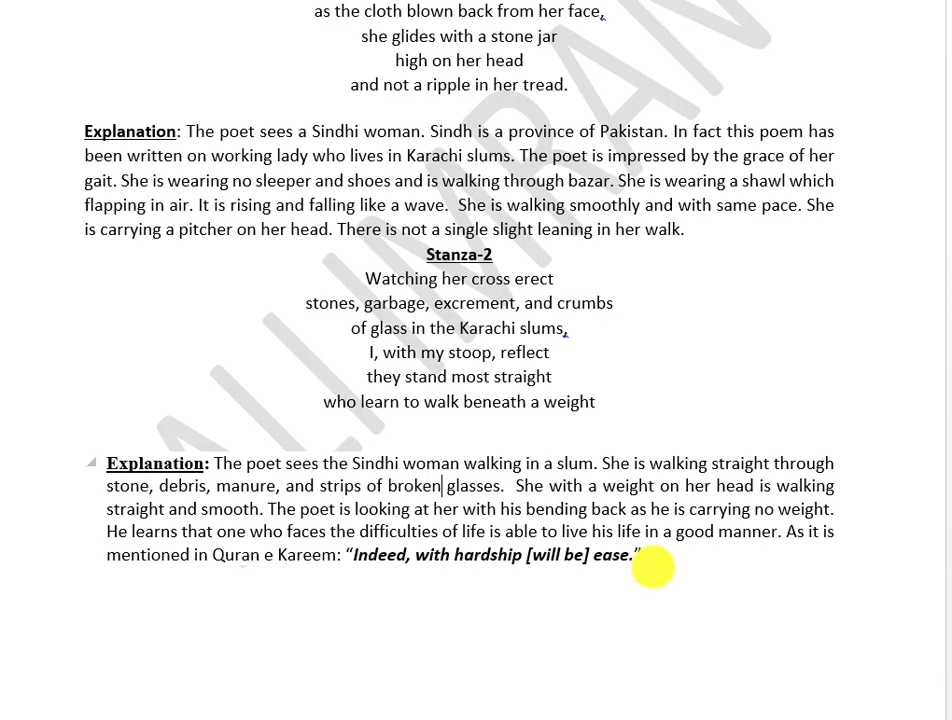 as the cloth blown back from her face,
she glides with a stone jar
high on her head
and not a ripple in her tread.
Explanation: The poet sees a Sindhi woman. Sindh is a province of Pakistan. In fact this poem has
been written on working lady who lives in Karachi slums. The poet is impressed by the grace of her
gait. She is wearing no sleeper and shoes and is walking through bazar. She is wearing a shawl which
flapping in air. It is rising and falling like a wave.  She is walking smoothly and with same pace. She
is carrying a pitcher on her head. There is not a single slight leaning in her walk.
Stanza-2
Watching her cross erect
stones, garbage, excrement, and crumbs
of glass in the Karachi slums,
I, with my stoop, reflect
they stand most straight
who learn to walk beneath a weight
Explanation: The poet sees the Sindhi woman walking in a slum. She is walking straight through
stone, debris, manure, and strips of broken glasses.  She with a weight on her head is walking
straight and smooth. The poet is looking at her with his bending back as he is carrying no weight.
He learns that one who faces the difficulties of life is able to live his life in a good manner. As it is
mentioned in Quran e Kareem: “Indeed, with hardship [will be] ease.”
ALI IMRAN